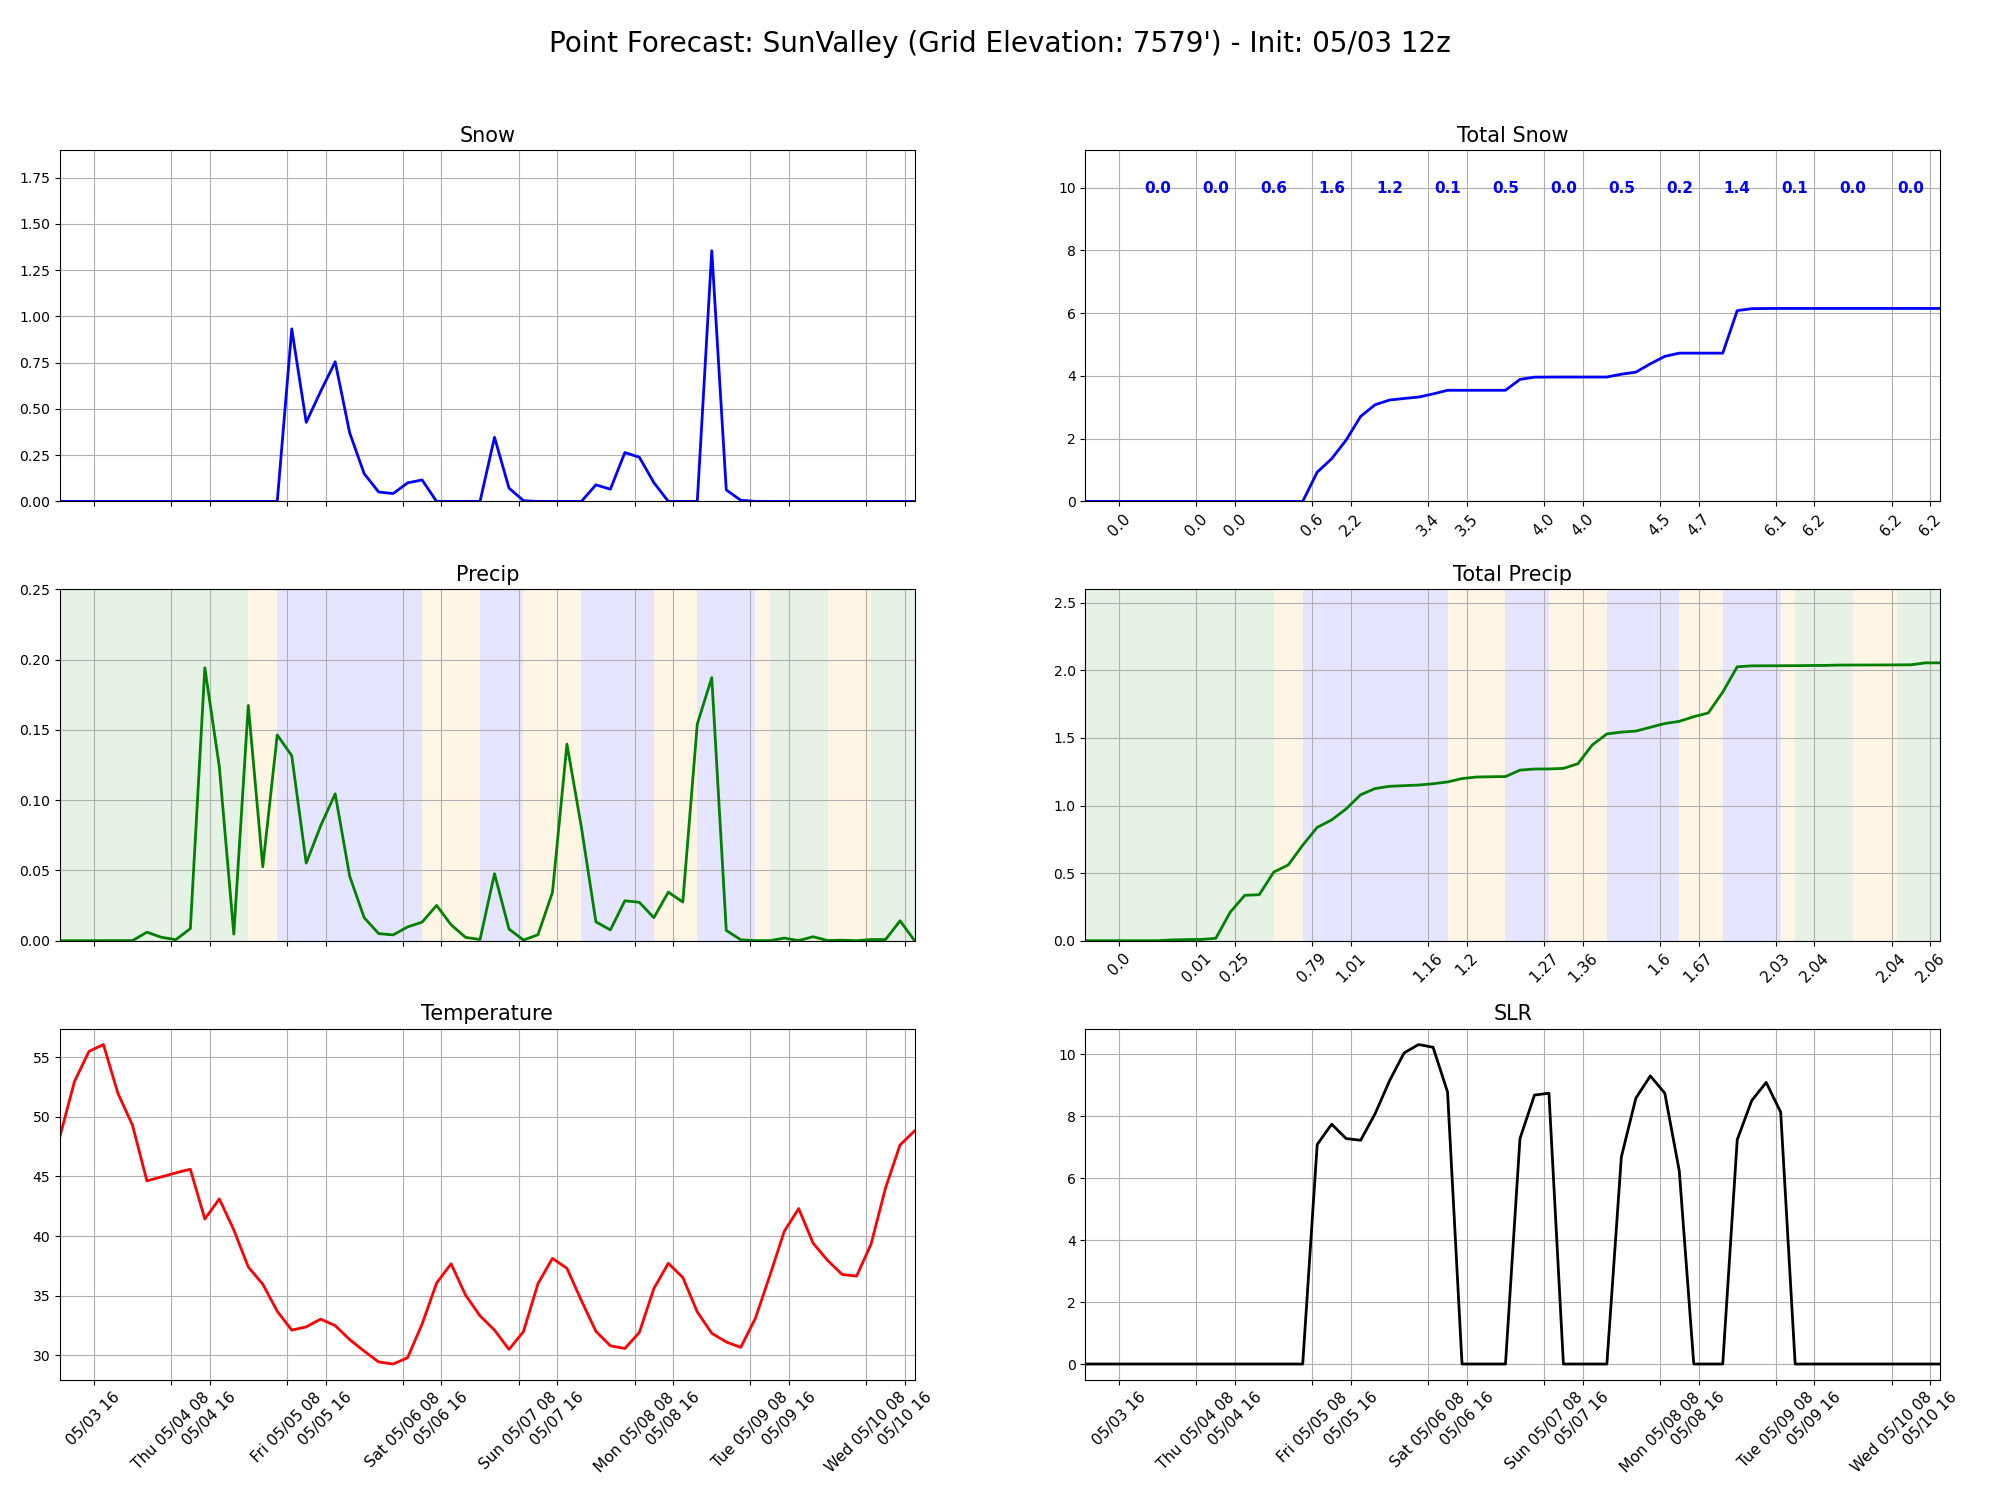 Point Forecast: SunValley (Grid Elevation: 7579') - Init: 05/03 12z
Snow
1.75
1.50
1.25
1.00
0.75
0.50
0.25
0.00
Total Snow
0.0 0.0 0.6 1.6 1.2 0.1 0.5 0.0 0.5 0.2 1.4 0.1 0.0 0.0
10
8
6
4
2
0
0.0 0.0 0.0 0.6 2.2 3.4 3.5 4.0 4.0 4.5 4.7 6.1 6.2 6.2 6.2
Precip
0.25
0.20
0.15
0.10
0.05
0.00
Total Precip
2.5
2.0
1.5
1.0
0.5
0.0
0.0 0.01 0.25 0.79 1.01 1.16 1.2 1.27 1.36 1.6 1.67 2.03 2.04 2.04 2.06
Temperature
55
50
45
40
35
30
05/03 16
Thu 05/04 08
05/04 16
Fri 05/05 08
05/05 16
Sat 05/06 08
05/06 16
Sun 05/07 08
05/07 16
Mon 05/08 08
05/08 16
Tue 05/09 08
05/09 16
Wed 05/10 08
05/10 16
SLR
10
8
6
4
2
0
05/03 16
Thu 05/04 08
05/04 16
Fri 05/05 08
05/05 16
Sat 05/06 08
05/06 16
Sun 05/07 08
05/07 16
Mon 05/08 08
05/08 16
Tue 05/09 08
05/09 16
Wed 05/10 08
05/10 16